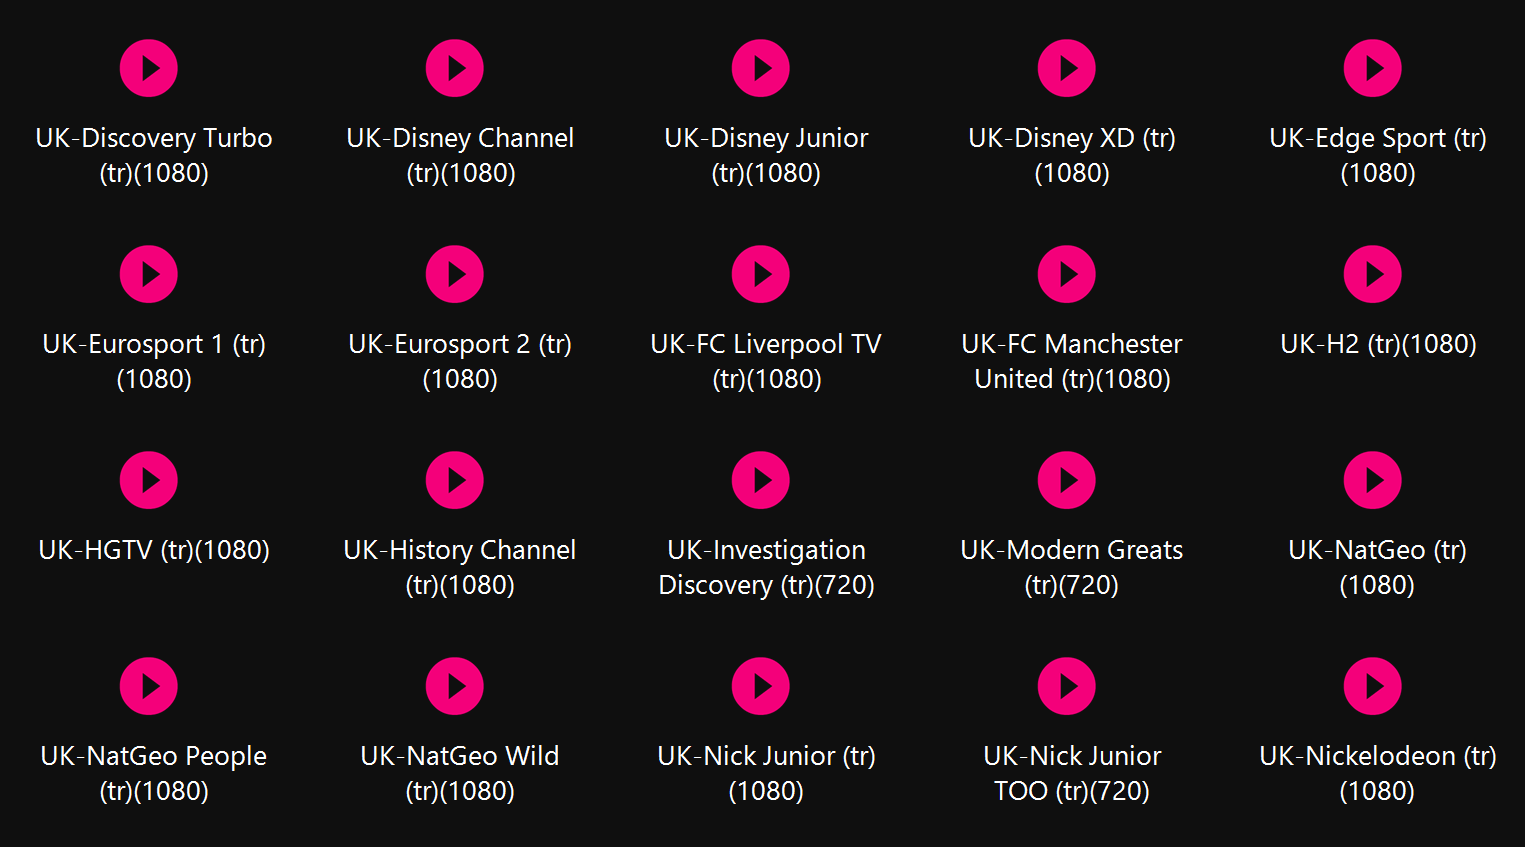 UK-Discovery Turbo
(tr)(1080)
UK-Disney Channel
(tr)(1080)
UK-Disney Junior
(tr)(1080)
UK-Disney XD (tr)
(1080)
UK-Edge Sport (tr)
(1080)
UK-Eurosport 1 (tr)
(1080)
UK-Eurosport 2 (tr)
(1080)
UK-FC Liverpool TV
(tr)(1080)
UK-FC Manchester
United (tr)(1080)
UK-H2 (tr)(1080)
UK-HGTV (tr)(1080)
UK-History Channel
(tr)(1080)
UK-Investigation
Discovery (tr)(720)
UK-Modern Greats
(tr)(720)
UK-NatGeo (tr)
(1080)
UK-NatGeo People
(tr)(1080)
UK-NatGeo Wild
(tr)(1080)
UK-Nick Junior (tr)
(1080)
UK-Nick Junior
TOO (tr)(720)
UK-Nickelodeon (tr)
(1080)